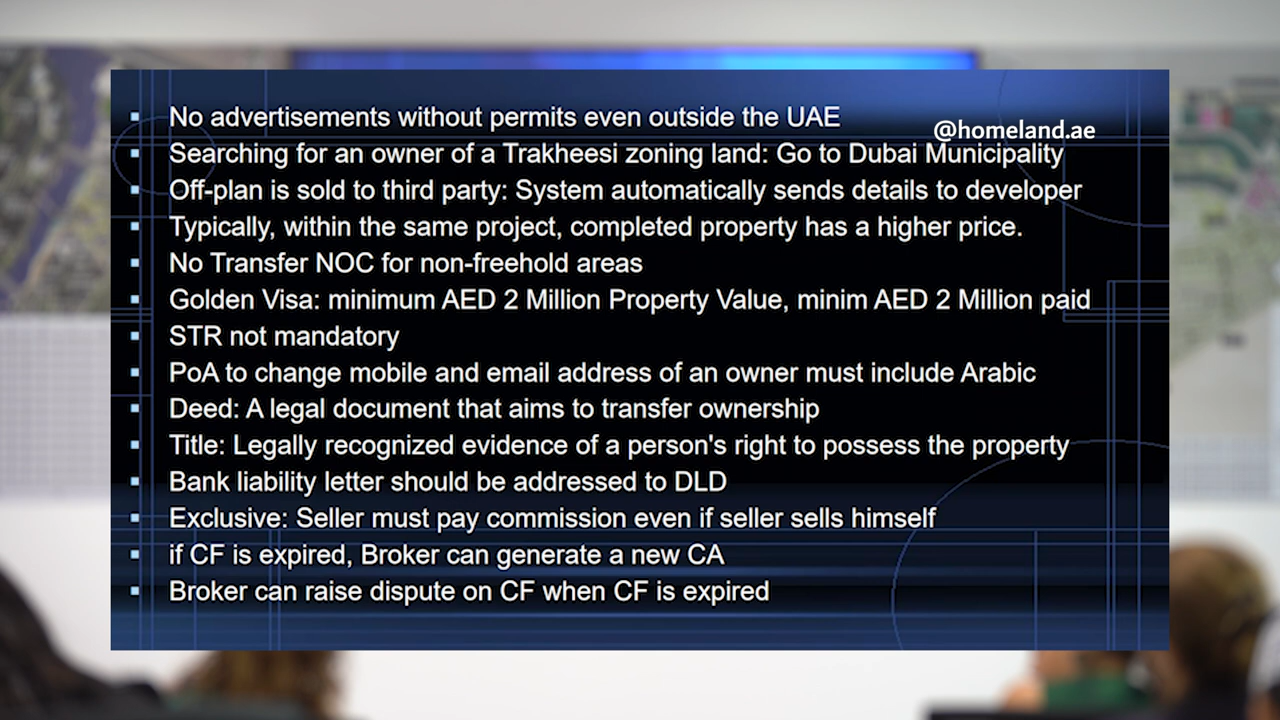 No advertisements without permits even outside the UAE
@homeland.ae
Searching for an owner of a Trakheesi zoning land: Go to Dubai Municipality
Off-plan is sold to third party: System automatically sends details to developer
Typically, within the same project, completed property has a higher price.
No Transfer NOC for non-freehold areas
Golden Visa: minimum AED 2 Million Property Value, minim AED 2 Million paid
STR not mandatory
PoA to change mobile and email address of an owner must include Arabic
Deed: A legal document that aims to transfer ownership
Title: Legally recognized evidence of a person's right to possess the property
Bank liability letter should be addressed to DLD
Exclusive: Seller must pay commission even if seller sells himself
if CF is expired, Broker can generate a new CA
Broker can raise dispute on CF when CF is expired